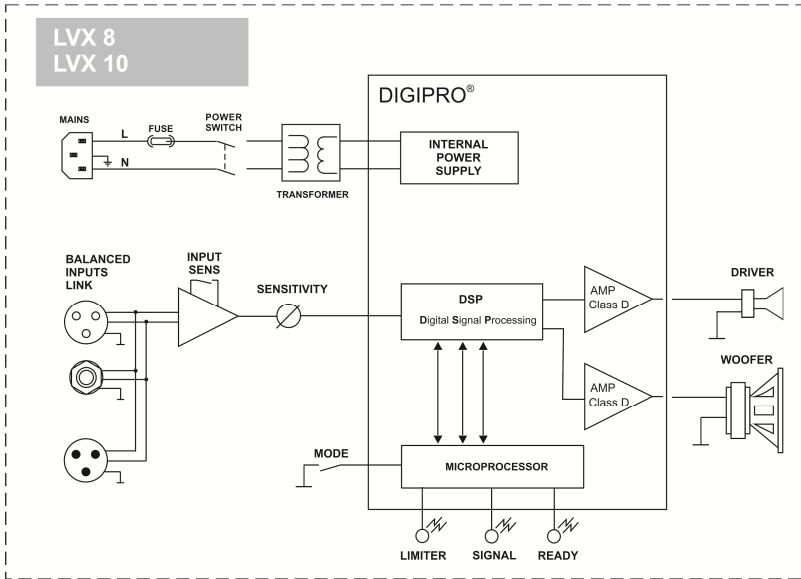 LVX 8
LVX 10
DIGIPRO®
MAINS
L
FUSE
POWER
SWITCH
N
TRANSFORMER
INTERNAL
POWER
SUPPLY
BALANCED
INPUTS
LINK
INPUT
SENS
SENSITIVITY
DSP
Digital Signal Processing
AMP
Class D
DRIVER
AMP
Class D
WOOFER
MODE
MICROPROCESSOR
LIMITER
SIGNAL
READY